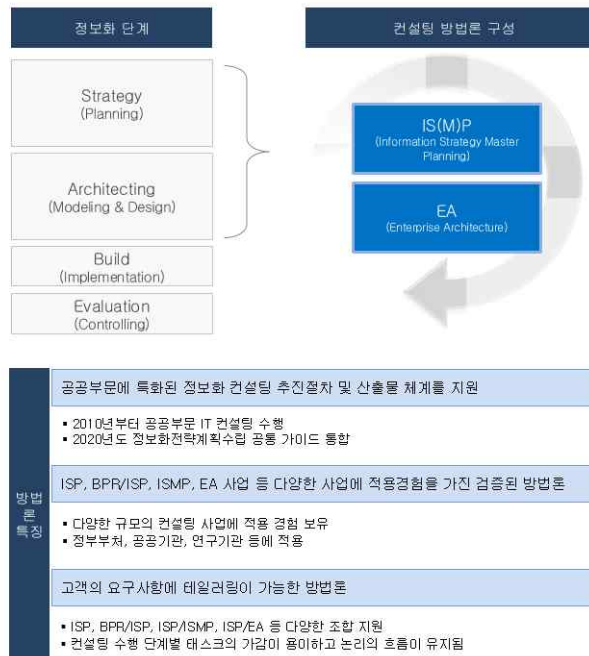 정보화 단계
컨설팅 방법론 구성
Strategy
(Planning)
Architecting
(Modeling & Design)
Build
(Implementation)
Evaluation
(Controlling)
IS(M)P
(Information Strategy Master
Planning)
EA
(Enterprise Architecture)
방법
론
특징
공공부문에 특화된 정보화 컨설팅 추진절차 및 산출물 체계를 지원
▪ 2010년부터 공공부문 IT 컨설팅 수행
▪ 2020년도 정보화전략계획수립 공통 가이드 통합
ISP, BPR/ISP, ISMP, EA 사업 등 다양한 사업에 적용경험을 가진 검증된 방법론
▪ 다양한 규모의 컨설팅 사업에 적용 경험 보유
▪ 정부부처, 공공기관, 연구기관 등에 적용
고객의 요구사항에 테일러링이 가능한 방법론
▪ ISP, BPR/ISP, ISP/ISMP, ISP/EA 등 다양한 조합 지원
▪ 컨설팅 수행 단계별 태스크의 가감이 용이하고 논리의 흐름이 유지됨